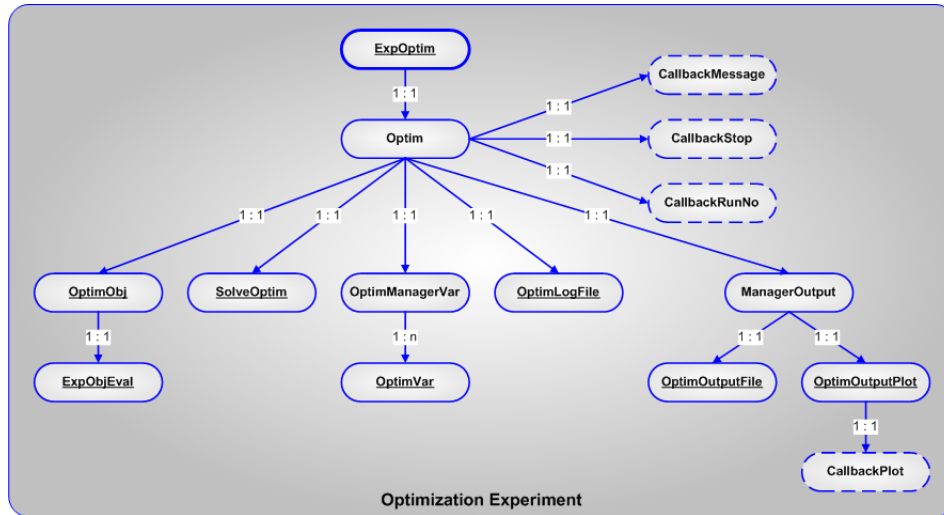 ExpOptim
CallbackMessage
1 : 1
1 : 1
Optim
1 : 1
CallbackStop
1 : 1
CallbackRunNo
1 : 1
1 : 1
1 : 1
1 : 1
1 : 1
OptimObj
SolveOptim
OptimManagerVar
OptimLogFile
ManagerOutput
1 : 1
1 : n
1 : 1
1 : 1
ExpObjEval
OptimVar
OptimOutputFile
OptimOutputPlot
1 : 1
CallbackPlot
Optimization Experiment